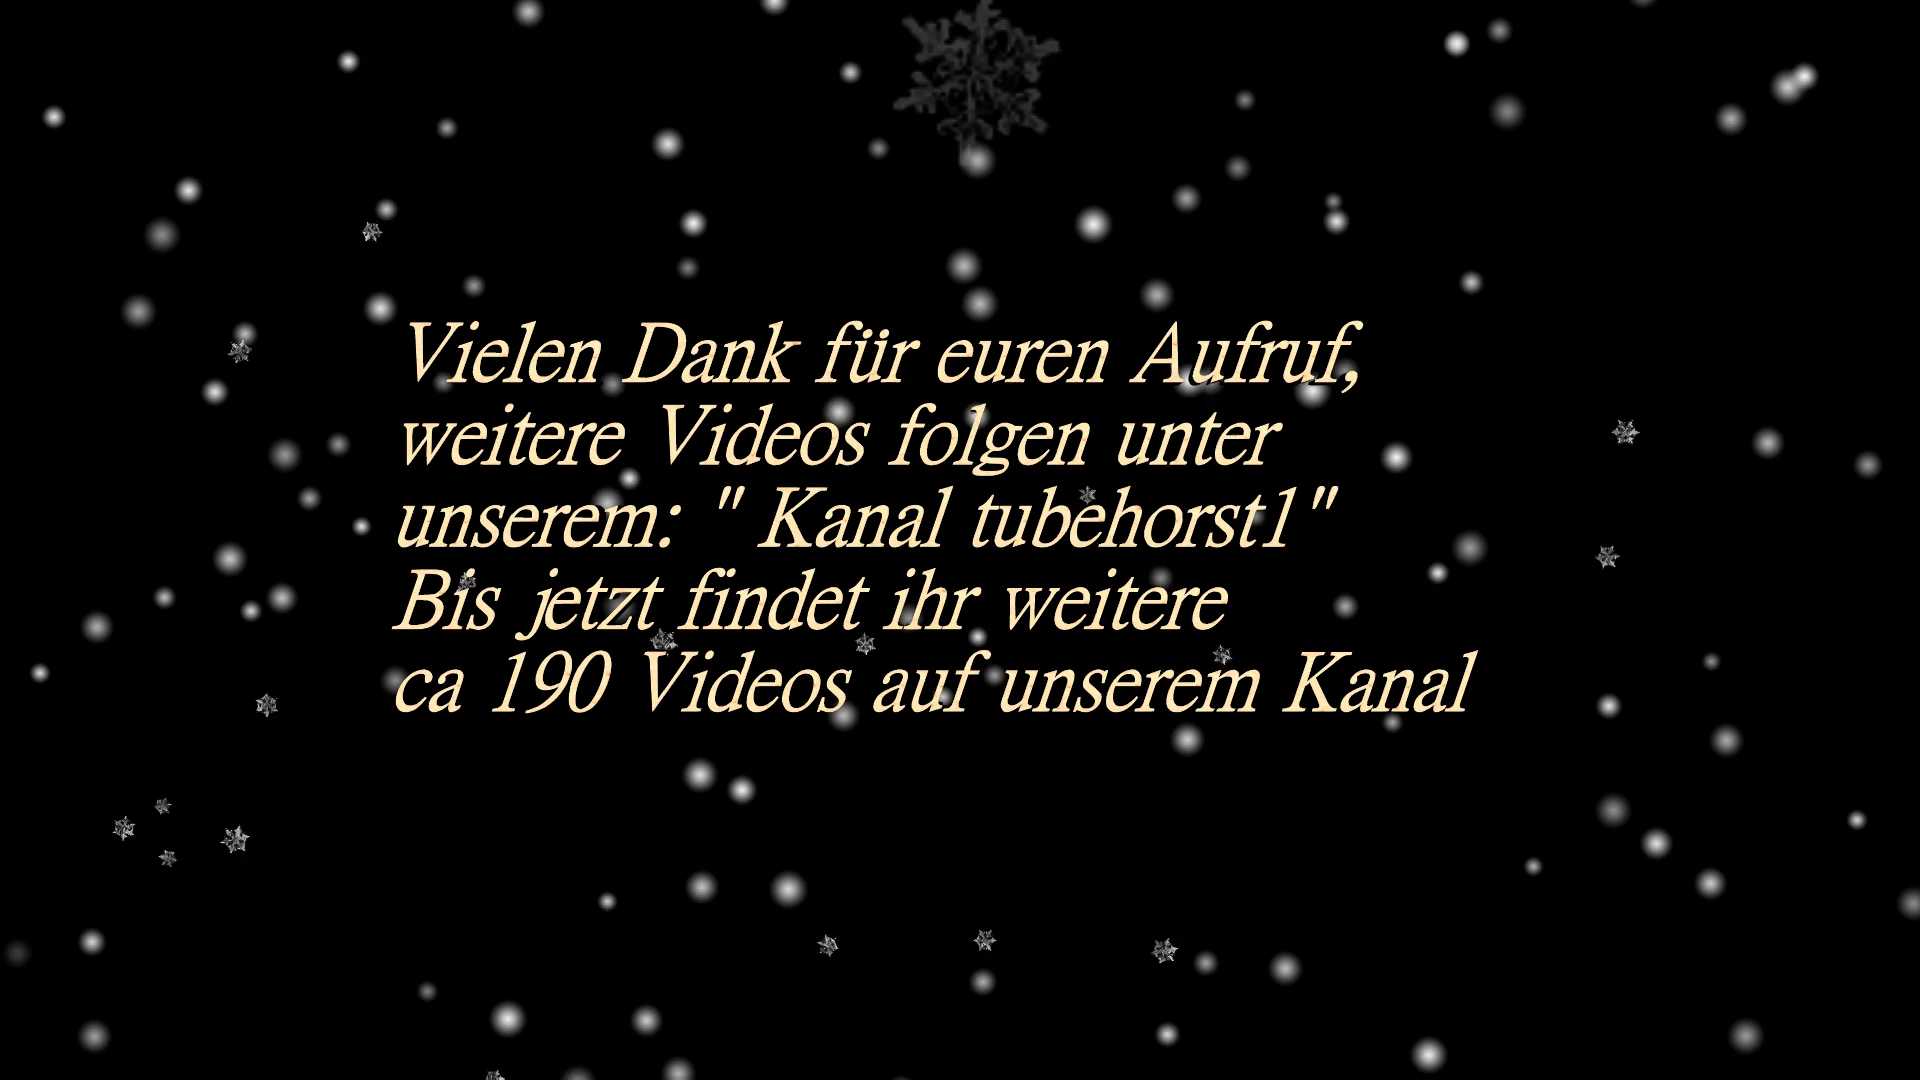 Vielen Dank für euren Aufruf,
weitere Videos folgen unter
unserem: " Kanal tubehorst1"
Bis jetzt findet ihr weitere
ca 190 Videos auf unserem Kanal